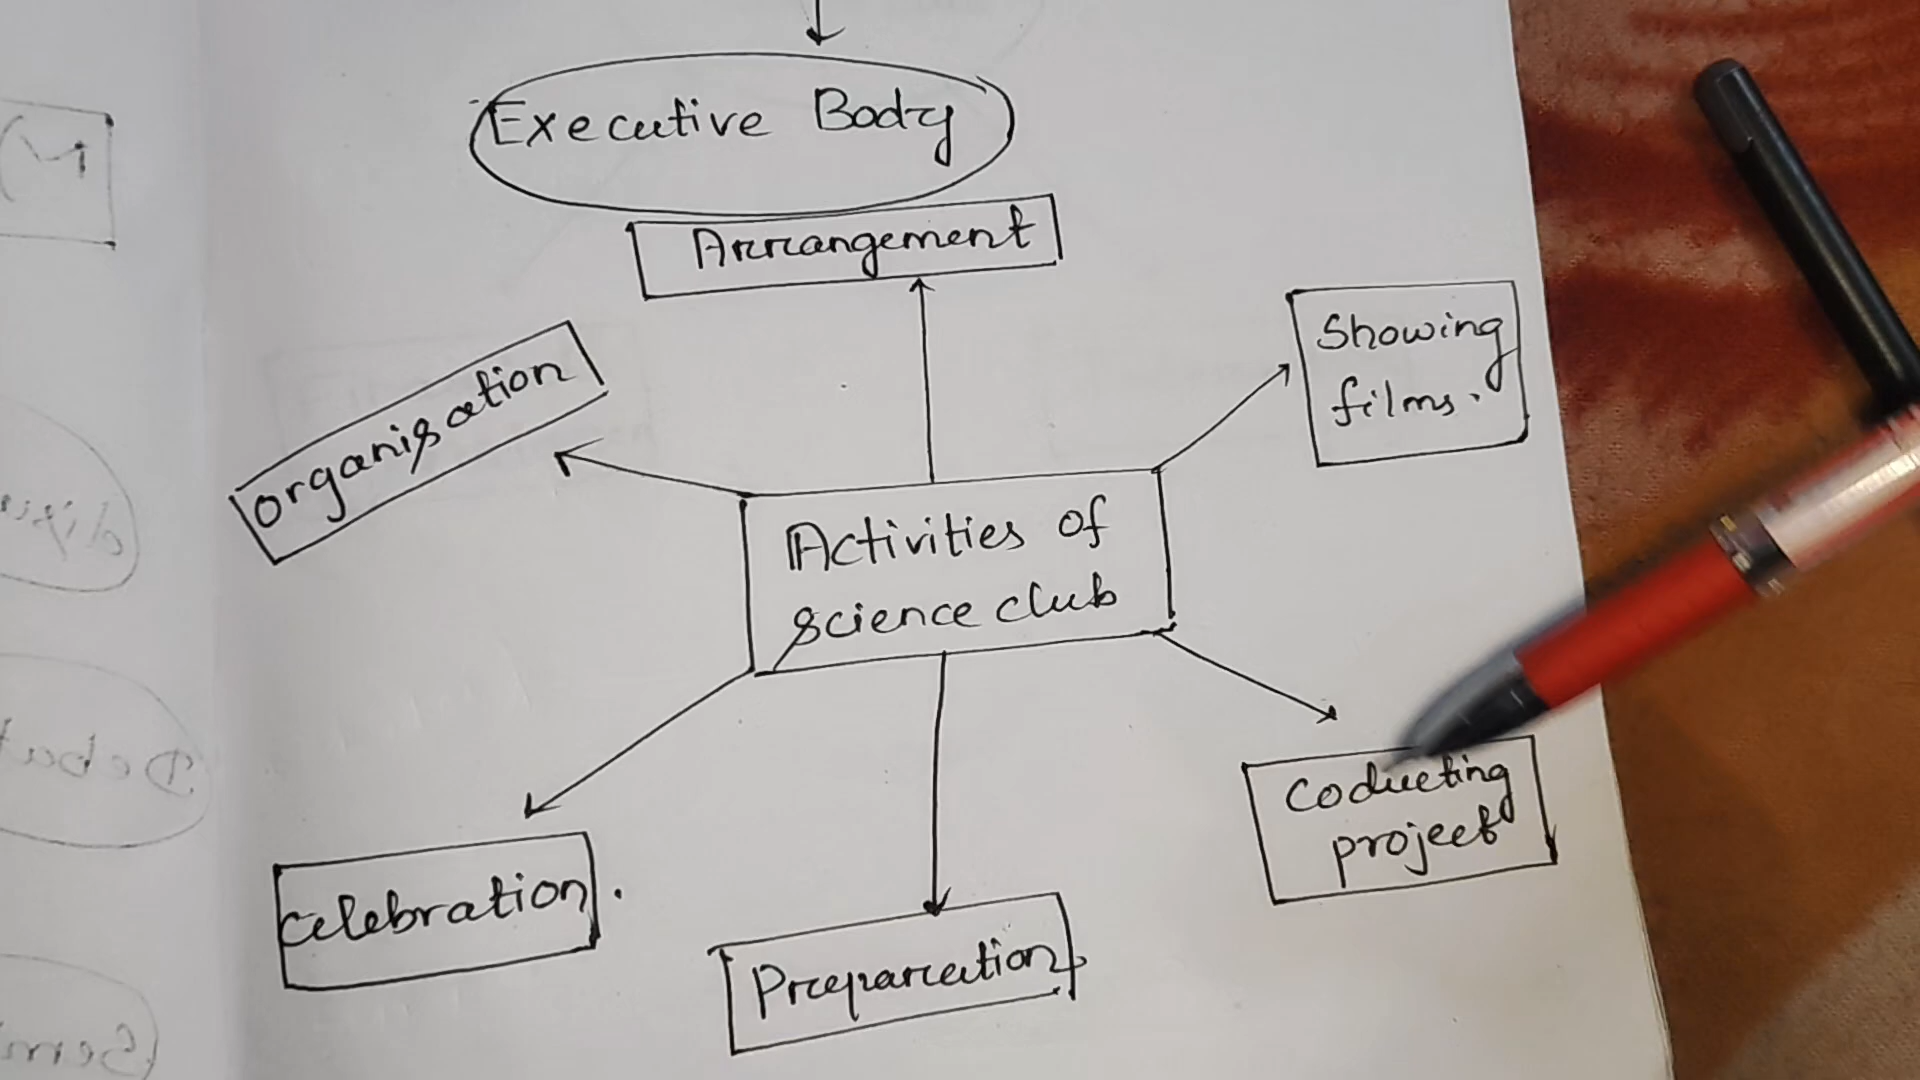 Executive Body
Arrangement
Showing
films.
organisation
Activities of
science club
Coducting
project
celebration.
Preparation